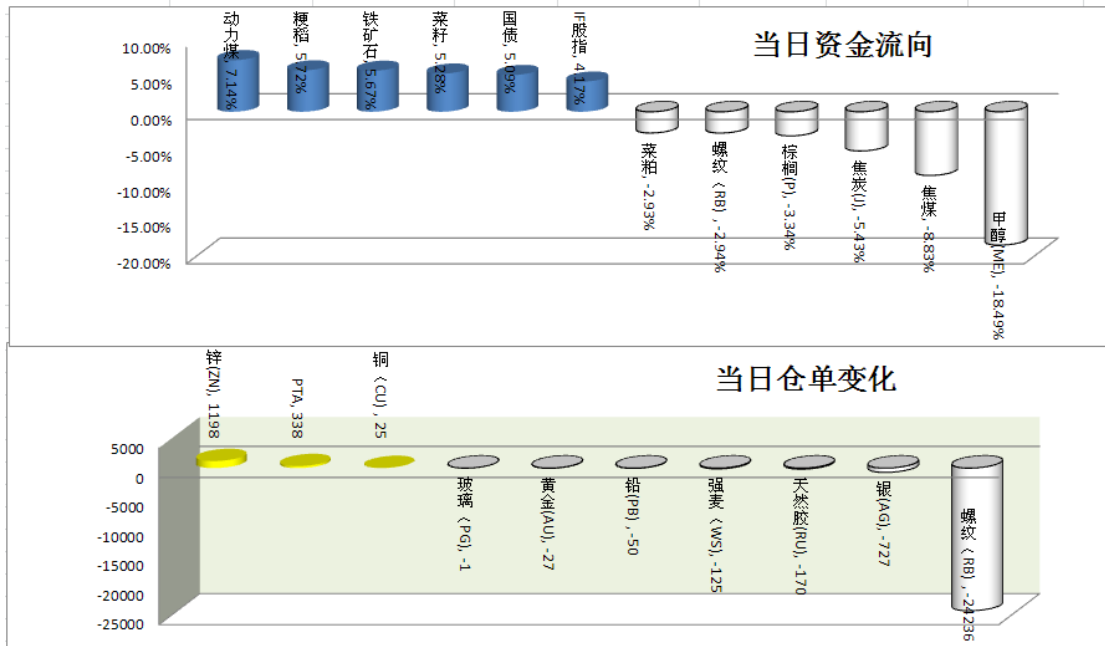 当日资金流向
10.00%
5.00%
0.00%
-5.00%
-10.00%
-15.00%
-20.00%
动力煤, 7.14%
粳稻, 5.72%
铁矿石, 5.67%
菜籽, 5.28%
国债, 5.09%
IF股指, 4.17%
菜粕, -2.93%
螺纹（RB）, -2.94%
棕榈(P), -3.34%
焦炭(J), -5.43%
焦煤, -8.83%
甲醇(ME), -18.49%
当日仓单变化
5000
0
-5000
-10000
-15000
-20000
-25000
锌(ZN), 1198
PTA, 338
铜（CU）, 25
玻璃（PG), -1
黄金(AU), -27
铅(PB) , -50
强麦（WS), -125
天然胶(RU), -170
银(AG), -727
螺纹（RB）, -24236